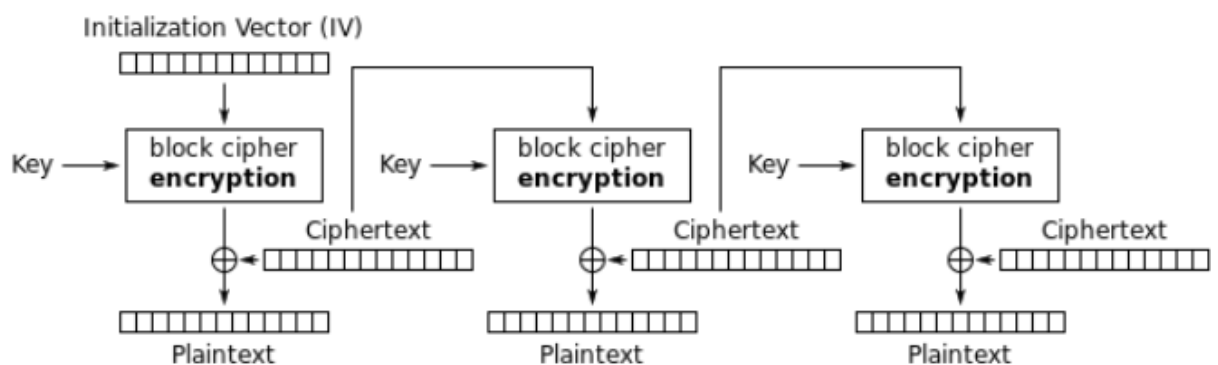 Initialization Vector (IV)
Key
block cipher
encryption
Ciphertext
Plaintext
Key
block cipher
encryption
Ciphertext
Plaintext
Key
block cipher
encryption
Ciphertext
Plaintext